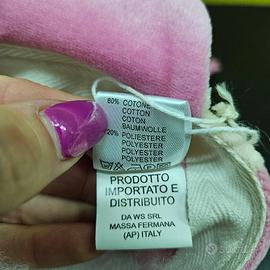 80% COTONE
COTTON
COTON
BAUMWOLLE
20% POLIESTERE
POLYESTER
POLYESTER
POLYESTER
PRODOTTO
IMPORTATO E
DISTRIBUITO
DA WS SRL
MASSA FERMANA
(AP) ITALY
subito